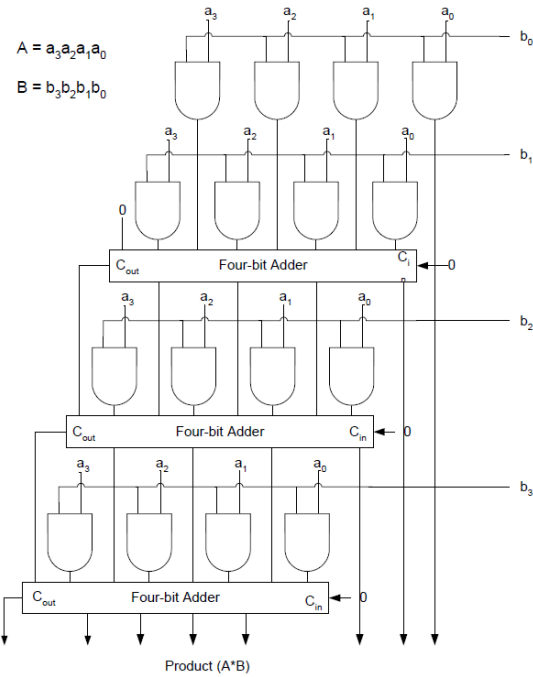 a₃ a₂ a₁ a₀
b₀
A = a₃a₂a₁a₀
B = b₃b₂b₁b₀
a₃ a₂ a₁ a₀
b₁
0
Cout Four-bit Adder Cin 0
a₃ a₂ a₁ a₀
b₂
Cout Four-bit Adder Cin 0
a₃ a₂ a₁ a₀
b₃
Cout Four-bit Adder Cin 0
Product (A*B)